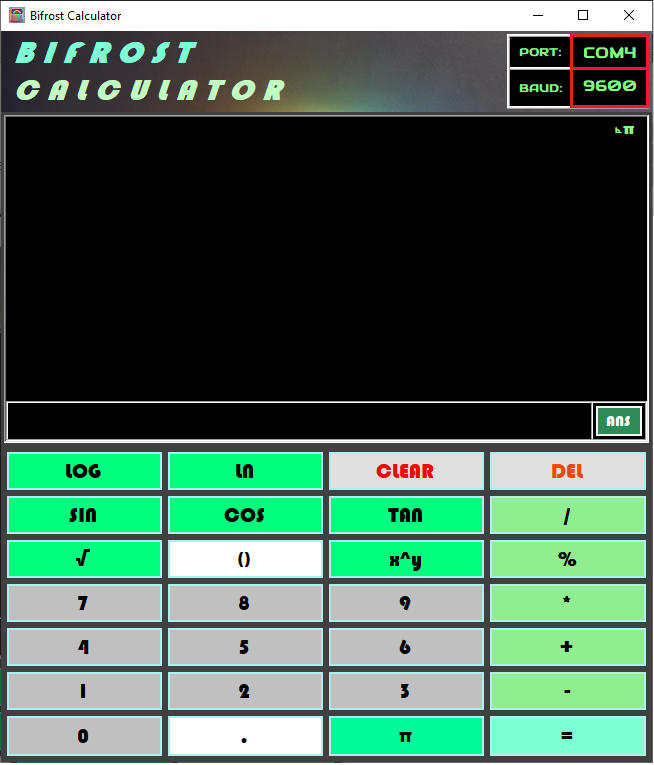 Bifrost Calculator
BIFROST
CALCULATOR
PORT: COM4
BAUD: 9600
⊾π
ANS
LOG LN CLEAR DEL
SIN COS TAN /
√ () x^y %
7 8 9 *
4 5 6 +
1 2 3 -
0 . π =